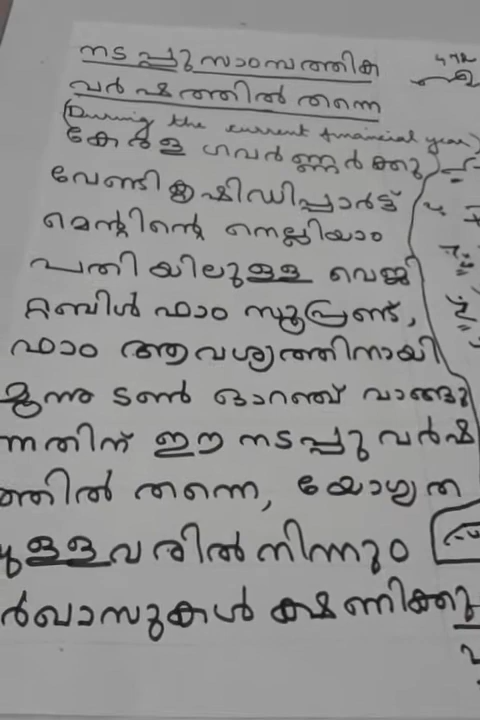 നടപ്പു സാമ്പത്തിക
വർഷത്തിൽ തന്നെ
(During the current financial year)
കേരള ഗവർണ്ണർക്കു
വേണ്ടി കൃഷിഡിപ്പാർട്ട്
മെന്റിന്റെ നെല്ലിയാം
പതിയിലുള്ള വെജി
റ്റബിൾ ഫാം സൂപ്രണ്ട്,
ഫാം ആവശ്യത്തിനായി
മൂന്നു ടൺ ഓറഞ്ച് വാങ്ങു
ന്നതിന് ഈ നടപ്പു വർഷ
ത്തിൽ തന്നെ, യോഗ്യത
യുള്ളവരിൽ നിന്നും
ർഖാസുകൾ ക്ഷണിക്കു